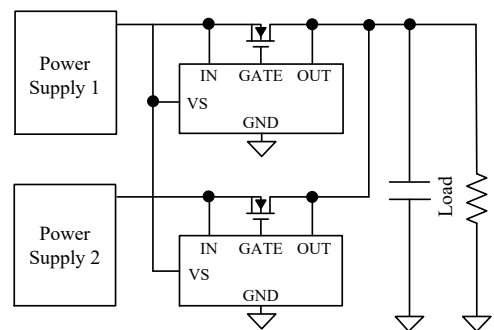 Power
Supply 1
IN GATE OUT
VS
GND
Load
Power
Supply 2
IN GATE OUT
VS
GND